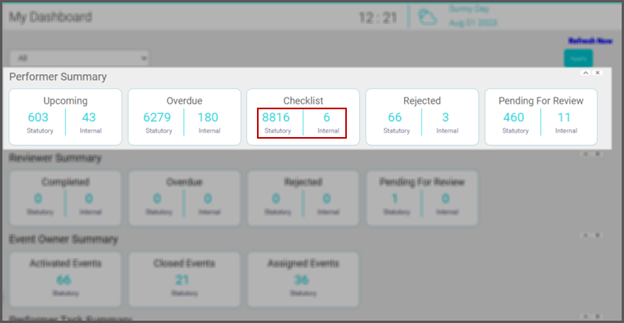 My Dashboard
12 : 21
Sunny Day
Aug 01 2023
Refresh Now
All
Apply
Performer Summary
Upcoming
603 43
Statutory Internal
Overdue
6279 180
Statutory Internal
Checklist
8816 6
Statutory Internal
Rejected
66 3
Statutory Internal
Pending For Review
460 11
Statutory Internal
Reviewer Summary
Completed
0 0
Statutory Internal
Overdue
0 0
Statutory Internal
Rejected
0 0
Statutory Internal
Pending For Review
1 0
Statutory Internal
Event Owner Summary
Activated Events
66
Statutory
Closed Events
21
Statutory
Assigned Events
36
Statutory
Performer Task Summary